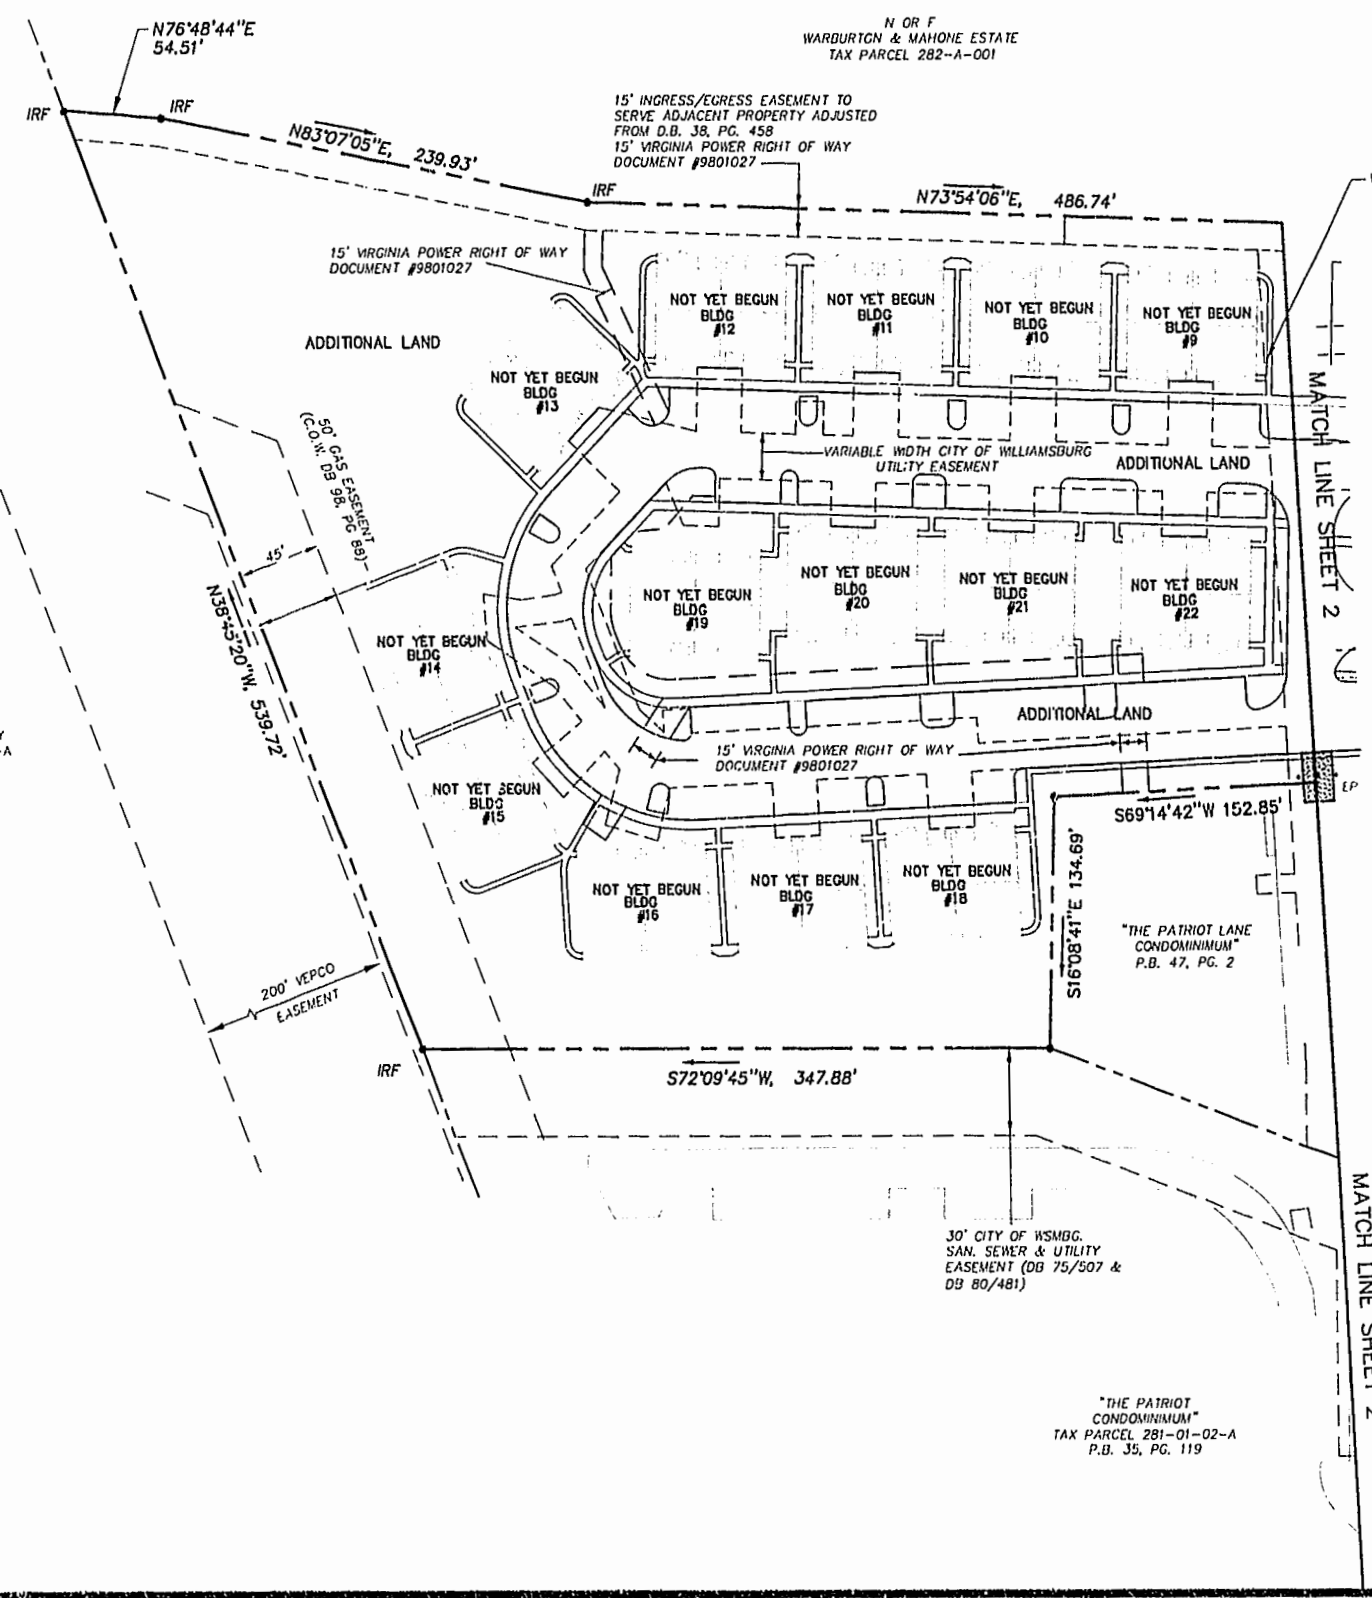 N76°48'44"E
54.51'
N OR F
WARBURTON & MAHONE ESTATE
TAX PARCEL 282-A-001
IRF
IRF
N83°07'05"E, 239.93'
15' INGRESS/EGRESS EASEMENT TO
SERVE ADJACENT PROPERTY ADJUSTED
FROM D.B. 38, PG. 458
15' VIRGINIA POWER RIGHT OF WAY
DOCUMENT #9801027
IRF
N73°54'06"E, 486.74'
15' VIRGINIA POWER RIGHT OF WAY
DOCUMENT #9801027
NOT YET BEGUN
BLDG
#12
NOT YET BEGUN
BLDG
#11
NOT YET BEGUN
BLDG
#10
NOT YET BEGUN
BLDG
#9
ADDITIONAL LAND
NOT YET BEGUN
BLDG
#13
MATCH LINE SHEET 2
50' GAS EASEMENT
(C.O.W. DB 98, PG 88)
VARIABLE WIDTH CITY OF WILLIAMSBURG
UTILITY EASEMENT
ADDITIONAL LAND
45'
N38°45'20"W, 539.72'
NOT YET BEGUN
BLDG
#19
NOT YET BEGUN
BLDG
#20
NOT YET BEGUN
BLDG
#21
NOT YET BEGUN
BLDG
#22
NOT YET BEGUN
BLDG
#14
ADDITIONAL LAND
15' VIRGINIA POWER RIGHT OF WAY
DOCUMENT #9801027
NOT YET BEGUN
BLDG
#15
EP
S69°14'42"W 152.85'
S16°08'41"E 134.69'
NOT YET BEGUN
BLDG
#16
NOT YET BEGUN
BLDG
#17
NOT YET BEGUN
BLDG
#18
"THE PATRIOT LANE
CONDOMINIMUM"
P.B. 47, PG. 2
200' VEPCO
EASEMENT
IRF
S72°09'45"W, 347.88'
30' CITY OF WSMBG.
SAN. SEWER & UTILITY
EASEMENT (DB 75/507 &
DB 80/481)
MATCH LINE SHEET 2
"THE PATRIOT
CONDOMINIMUM"
TAX PARCEL 281-01-02-A
P.B. 35, PG. 119